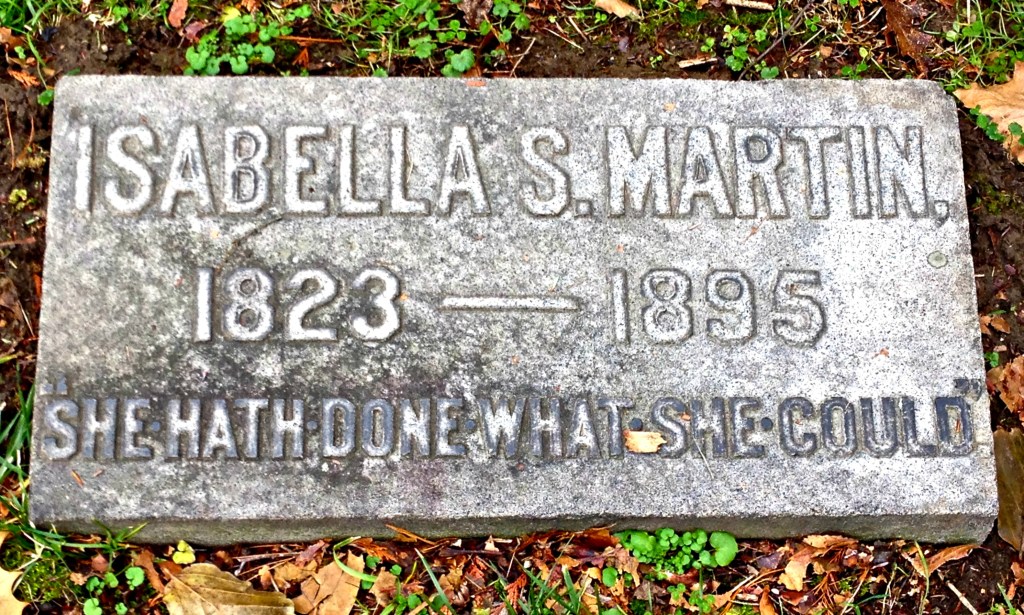 ISABELLA S. MARTIN,
1823 — 1895
"SHE·HATH·DONE·WHAT·SHE·COULD"